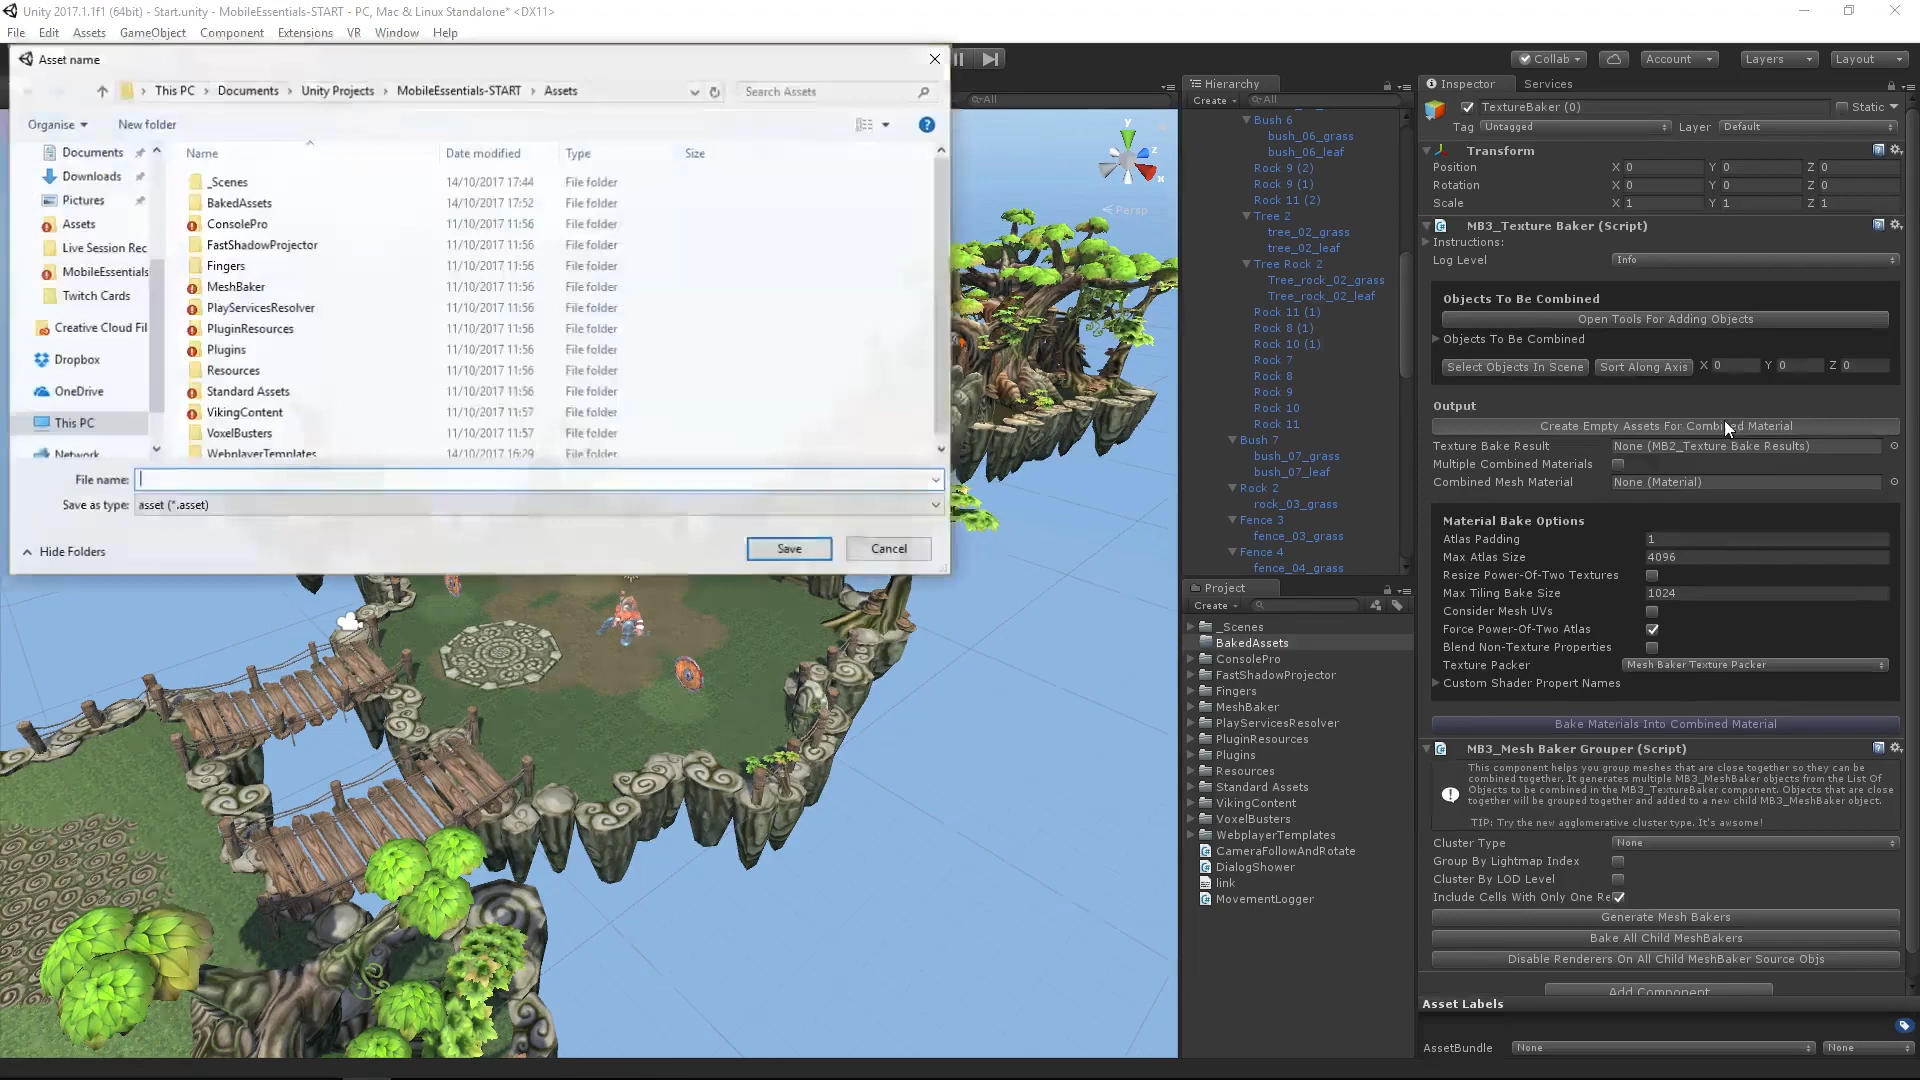 Unity 2017.1.1f1 (64bit) - Start.unity - MobileEssentials-START - PC, Mac & Linux Standalone* <DX11>
File Edit Assets GameObject Component Extensions VR Window Help
Asset name
This PC > Documents > Unity Projects > MobileEssentials-START > Assets
Search Assets
Organise New folder
Name Date modified Type Size
Documents
Downloads
Pictures
Assets
Live Session Rec
MobileEssentials
Twitch Cards
Creative Cloud Fil
Dropbox
OneDrive
This PC
Network
_Scenes 14/10/2017 17:44 File folder
BakedAssets 14/10/2017 17:52 File folder
ConsolePro 11/10/2017 11:56 File folder
FastShadowProjector 11/10/2017 11:56 File folder
Fingers 11/10/2017 11:56 File folder
MeshBaker 11/10/2017 11:56 File folder
PlayServicesResolver 11/10/2017 11:56 File folder
PluginResources 11/10/2017 11:56 File folder
Plugins 11/10/2017 11:56 File folder
Resources 11/10/2017 11:56 File folder
Standard Assets 11/10/2017 11:56 File folder
VikingContent 11/10/2017 11:57 File folder
VoxelBusters 11/10/2017 11:57 File folder
WebplayerTemplates 14/10/2017 16:29 File folder
File name:
Save as type: asset (*.asset)
Hide Folders
Save Cancel
All
y
z
x
Persp
Hierarchy
Create All
Bush 6
bush_06_grass
bush_06_leaf
Rock 9 (2)
Rock 9 (1)
Rock 11 (2)
Tree 2
tree_02_grass
tree_02_leaf
Tree Rock 2
Tree_rock_02_grass
Tree_rock_02_leaf
Rock 11 (1)
Rock 8 (1)
Rock 10 (1)
Rock 7
Rock 8
Rock 9
Rock 10
Rock 11
Bush 7
bush_07_grass
bush_07_leaf
Rock 2
rock_03_grass
Fence 3
fence_03_grass
Fence 4
fence_04_grass
Project
Create
_Scenes
BakedAssets
ConsolePro
FastShadowProjector
Fingers
MeshBaker
PlayServicesResolver
PluginResources
Plugins
Resources
Standard Assets
VikingContent
VoxelBusters
WebplayerTemplates
CameraFollowAndRotate
DialogShower
link
MovementLogger
Collab Account Layers Layout
Inspector Services
TextureBaker (0) Static
Tag Untagged Layer Default
Transform
Position X 0 Y 0 Z 0
Rotation X 0 Y 0 Z 0
Scale X 1 Y 1 Z 1
MB3_Texture Baker (Script)
Instructions:
Log Level Info
Objects To Be Combined
Open Tools For Adding Objects
Objects To Be Combined
Select Objects In Scene Sort Along Axis X 0 Y 0 Z 0
Output
Create Empty Assets For Combined Material
Texture Bake Result None (MB2_Texture Bake Results)
Multiple Combined Materials
Combined Mesh Material None (Material)
Material Bake Options
Atlas Padding 1
Max Atlas Size 4096
Resize Power-Of-Two Textures
Max Tiling Bake Size 1024
Consider Mesh UVs
Force Power-Of-Two Atlas
Blend Non-Texture Properties
Texture Packer Mesh Baker Texture Packer
Custom Shader Propert Names
Bake Materials Into Combined Material
MB3_Mesh Baker Grouper (Script)
This component helps you group meshes that are close together so they can be
combined together. It generates multiple MB3_MeshBaker objects from the List Of
Objects to be combined in the MB3_TextureBaker component. Objects that are close
together will be grouped together and added to a new child MB3_MeshBaker object.
TIP: Try the new agglomerative cluster type. It's awsome!
Cluster Type None
Group By Lightmap Index
Cluster By LOD Level
Include Cells With Only One Re
Generate Mesh Bakers
Bake All Child MeshBakers
Disable Renderers On All Child MeshBaker Source Objs
Add Component
Asset Labels
AssetBundle None None